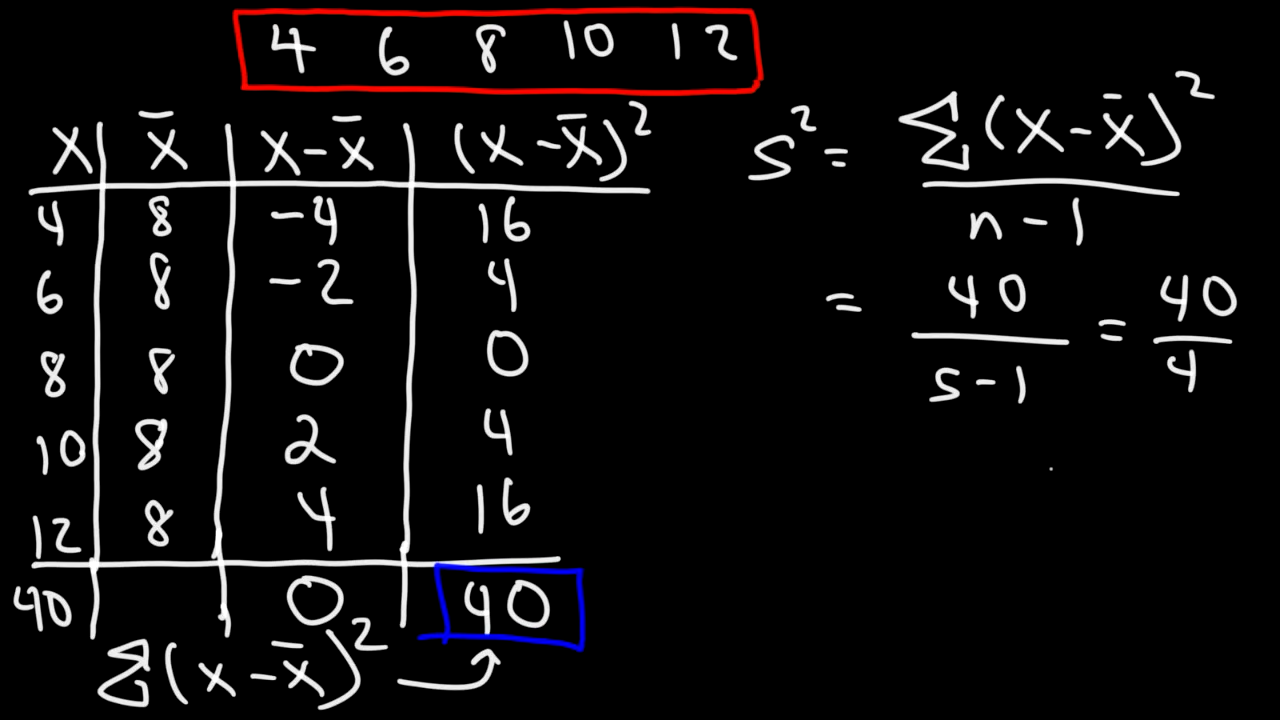 4 6 8 10 12
X X̄ X-X̄ (X-X̄)²
4 8 -4 16
6 8 -2 4
8 8 0 0
10 8 2 4
12 8 4 16
40 0 40
Σ(x-x̄)²
S² = Σ(X-x̄)² / n-1
= 40 / 5-1 = 40 / 4